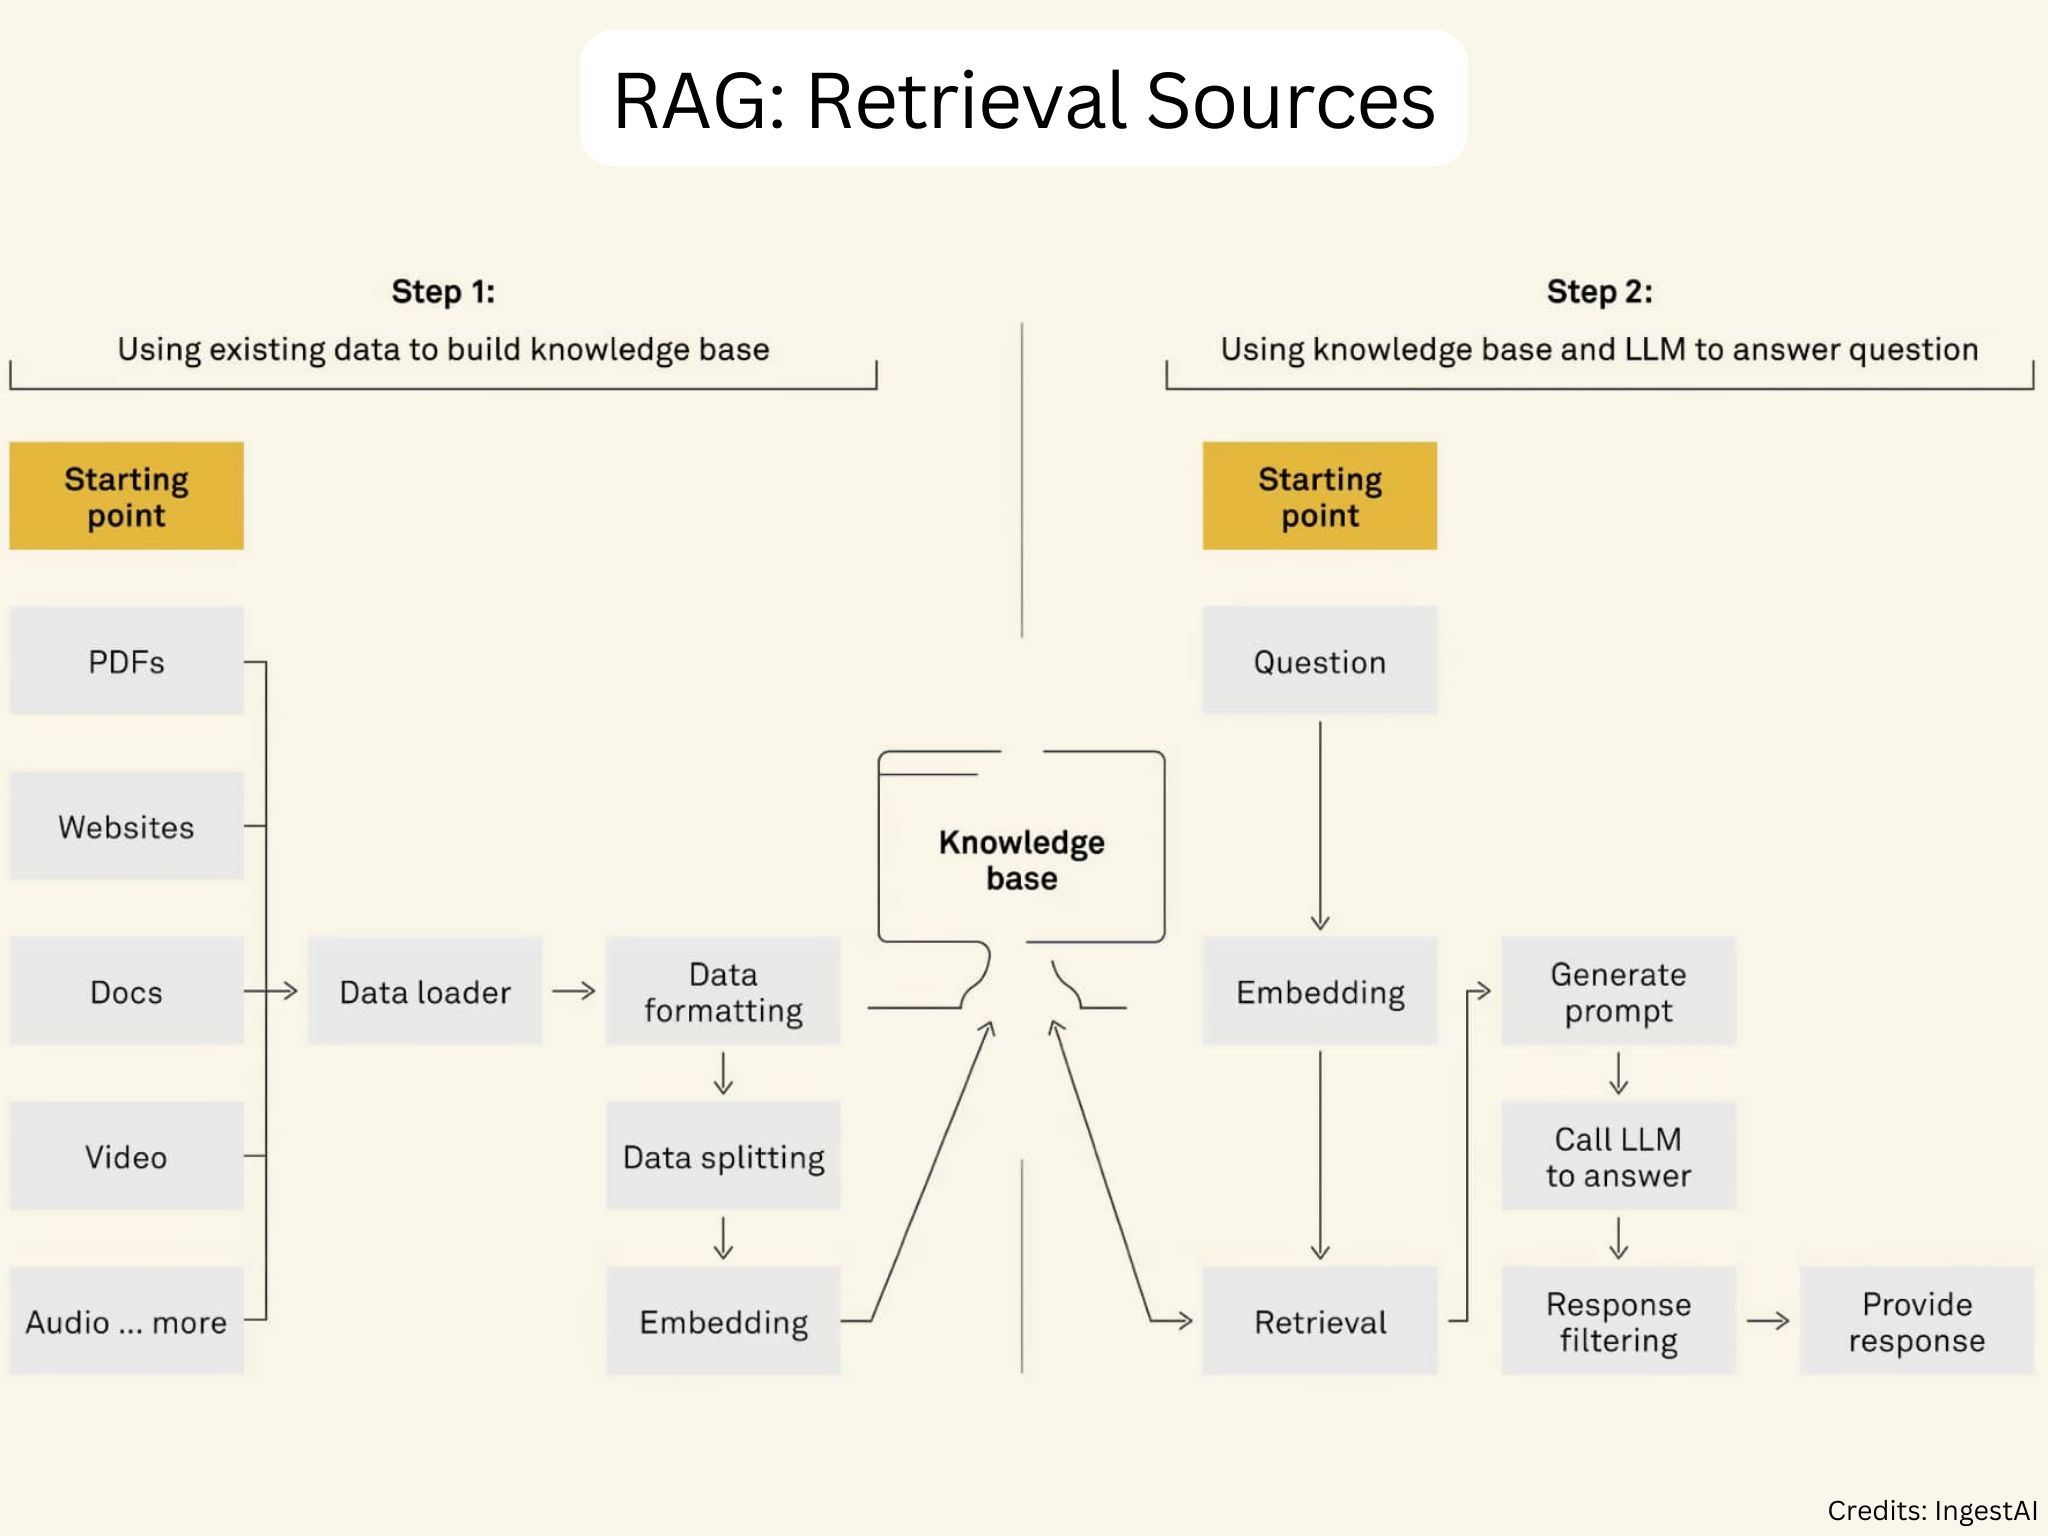 RAG: Retrieval Sources
Step 1:
Using existing data to build knowledge base
Starting
point
PDFs
Websites
Docs
Video
Audio ... more
Data loader
Data
formatting
Data splitting
Embedding
Knowledge
base
Step 2:
Using knowledge base and LLM to answer question
Starting
point
Question
Embedding
Retrieval
Generate
prompt
Call LLM
to answer
Response
filtering
Provide
response
Credits: IngestAI